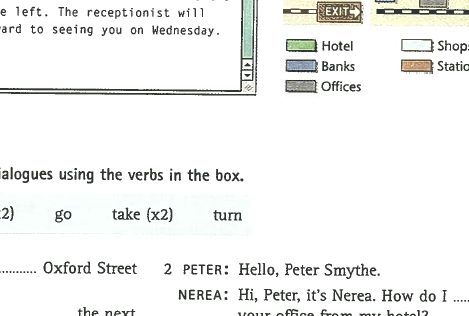 e left. The receptionist will
ard to seeing you on Wednesday.
EXIT
Hotel
Shops
Banks
Statio
Offices
ialogues using the verbs in the box.
x2) go take (x2) turn
............ Oxford Street
2 PETER: Hello, Peter Smythe.
NEREA: Hi, Peter, it's Nerea. How do I .....
the next
your office from my hotel?